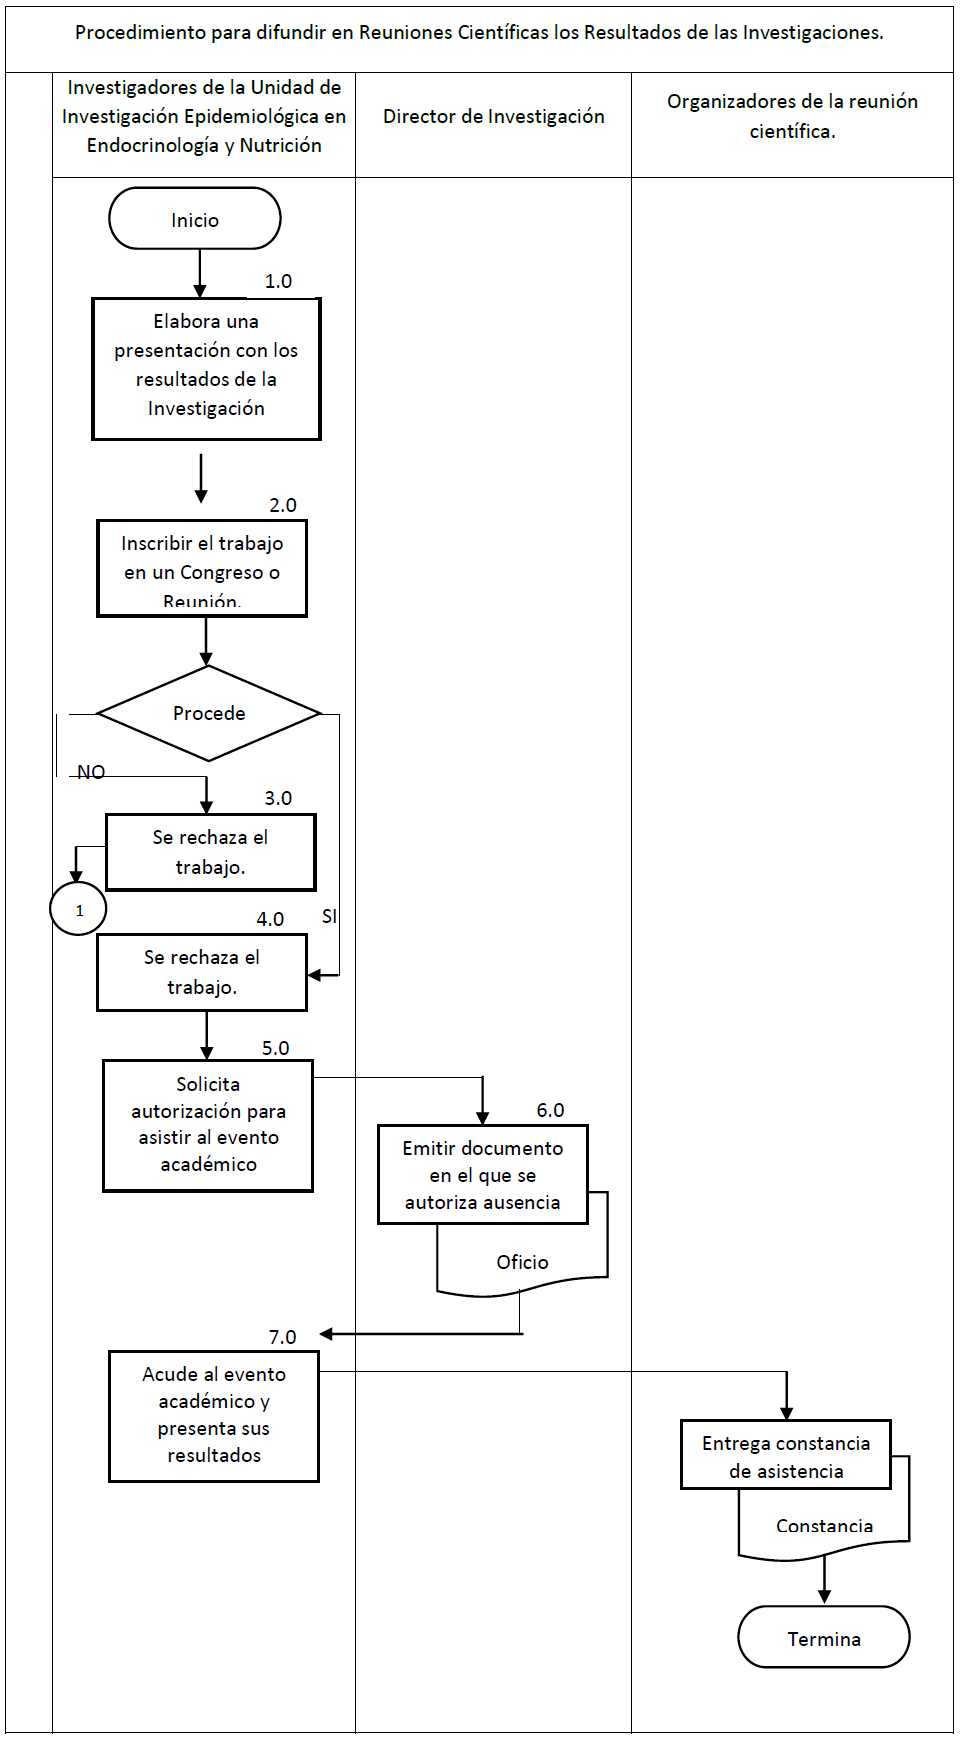 Procedimiento para difundir en Reuniones Científicas los Resultados de las Investigaciones.
Investigadores de la Unidad de
Investigación Epidemiológica en
Endocrinología y Nutrición
Director de Investigación
Organizadores de la reunión
científica.
Inicio
1.0
Elabora una
presentación con los
resultados de la
Investigación
2.0
Inscribir el trabajo
en un Congreso o
Reunión.
Procede
NO
3.0
Se rechaza el
trabajo.
1
SI
4.0
Se rechaza el
trabajo.
5.0
Solicita
autorización para
asistir al evento
académico
6.0
Emitir documento
en el que se
autoriza ausencia
Oficio
7.0
Acude al evento
académico y
presenta sus
resultados
Entrega constancia
de asistencia
Constancia
Termina